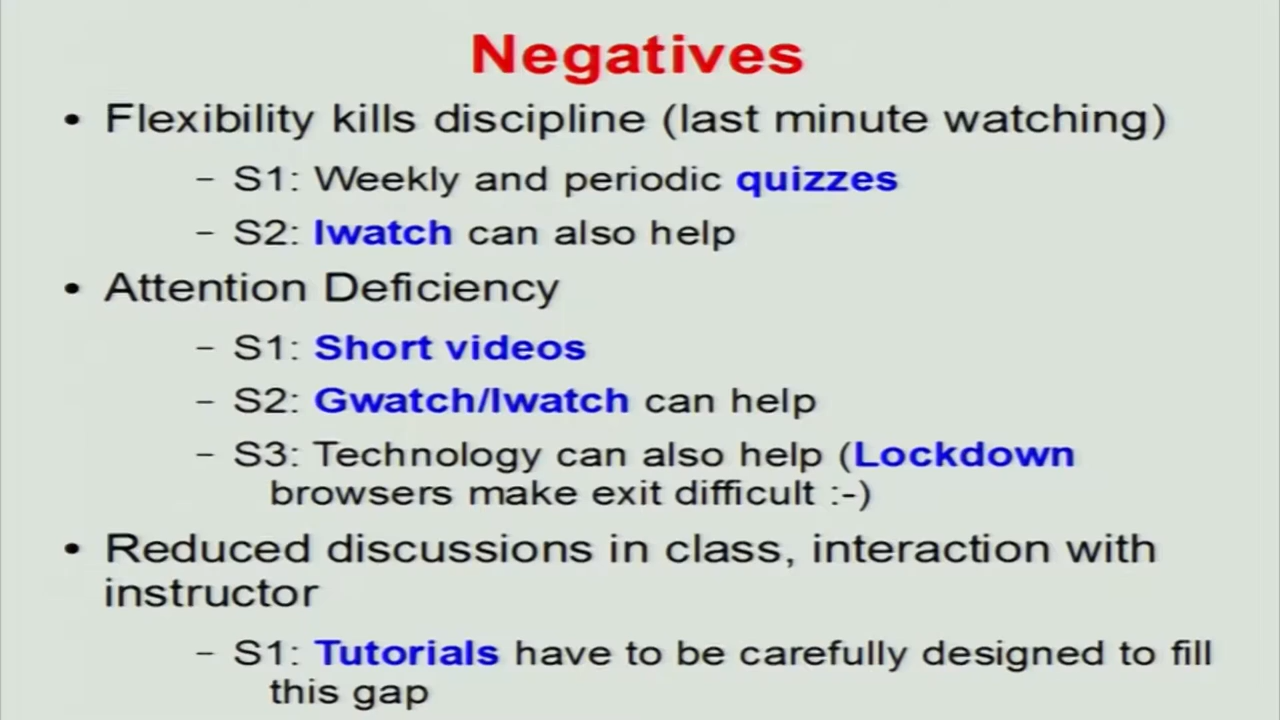 Negatives
• Flexibility kills discipline (last minute watching)
– S1: Weekly and periodic quizzes
– S2: Iwatch can also help
• Attention Deficiency
– S1: Short videos
– S2: Gwatch/Iwatch can help
– S3: Technology can also help (Lockdown
browsers make exit difficult :-)
• Reduced discussions in class, interaction with
instructor
– S1: Tutorials have to be carefully designed to fill
this gap